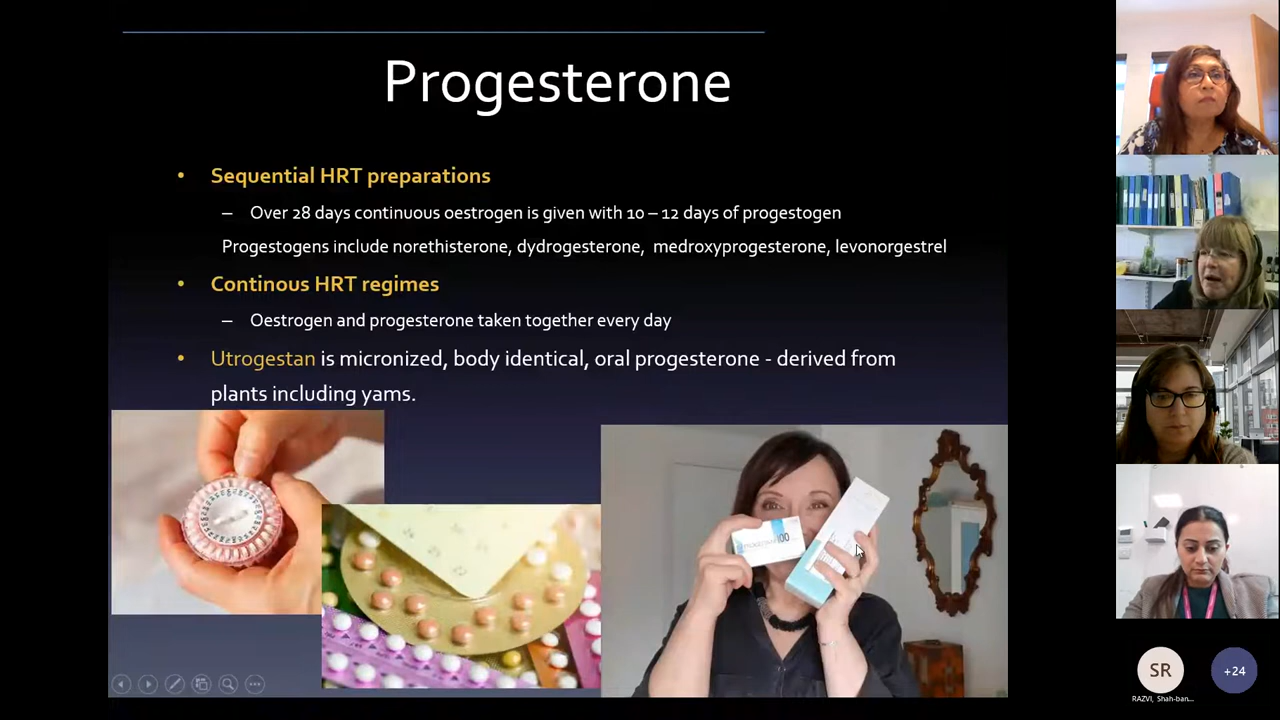 Progesterone
• Sequential HRT preparations
– Over 28 days continuous oestrogen is given with 10 – 12 days of progestogen
Progestogens include norethisterone, dydrogesterone, medroxyprogesterone, levonorgestrel
• Continous HRT regimes
– Oestrogen and progesterone taken together every day
• Utrogestan is micronized, body identical, oral progesterone - derived from
plants including yams.
100
SR
+24
RAZVI, Shah-ban...